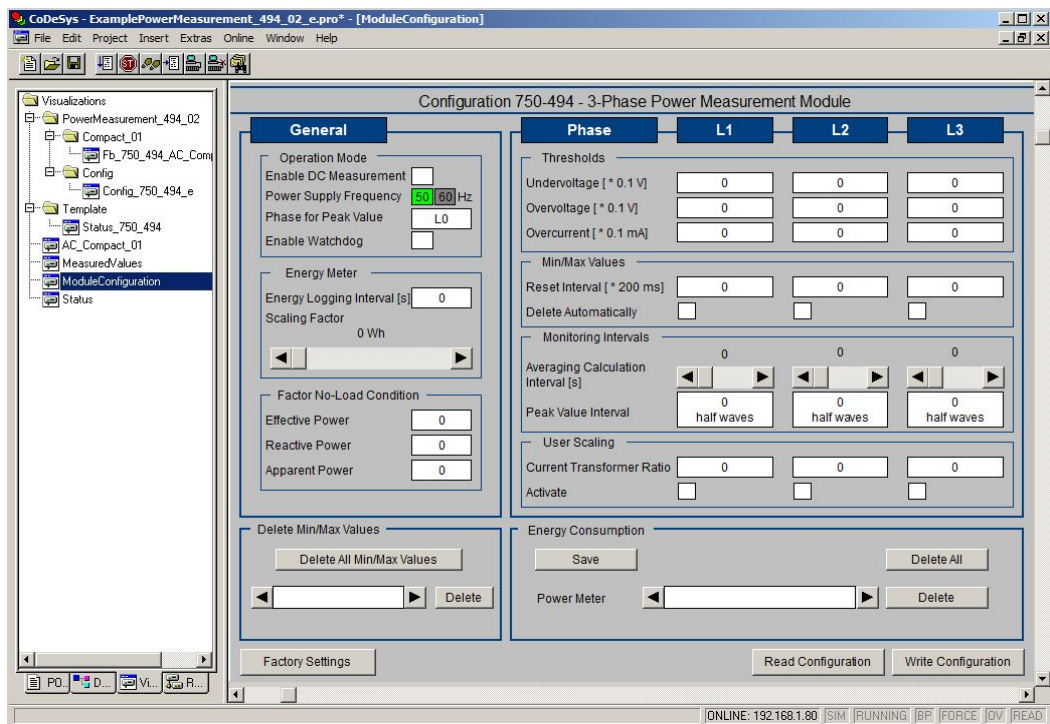 CoDeSys - ExamplePowerMeasurement_494_02_e.pro* - [ModuleConfiguration]
File Edit Project Insert Extras Online Window Help
Visualizations
PowerMeasurement_494_02
Compact_01
Fb_750_494_AC_Com
Config
Config_750_494_e
Template
Status_750_494
AC_Compact_01
MeasuredValues
ModuleConfiguration
Status
PO.. D... Vi... R...
Configuration 750-494 - 3-Phase Power Measurement Module
General
Operation Mode
Enable DC Measurement
Power Supply Frequency 50 60 Hz
Phase for Peak Value L0
Enable Watchdog
Energy Meter
Energy Logging Interval [s] 0
Scaling Factor
0 Wh
Factor No-Load Condition
Effective Power 0
Reactive Power 0
Apparent Power 0
Phase L1 L2 L3
Thresholds
Undervoltage [ * 0.1 V] 0 0 0
Overvoltage [ * 0.1 V] 0 0 0
Overcurrent [ * 0.1 mA] 0 0 0
Min/Max Values
Reset Interval [ * 200 ms] 0 0 0
Delete Automatically
Monitoring Intervals
0 0 0
Averaging Calculation
Interval [s]
Peak Value Interval 0 0 0
half waves half waves half waves
User Scaling
Current Transformer Ratio 0 0 0
Activate
Delete Min/Max Values
Delete All Min/Max Values
Delete
Energy Consumption
Save Delete All
Power Meter Delete
Factory Settings Read Configuration Write Configuration
ONLINE: 192.168.1.80 SIM RUNNING BP FORCE OV READ